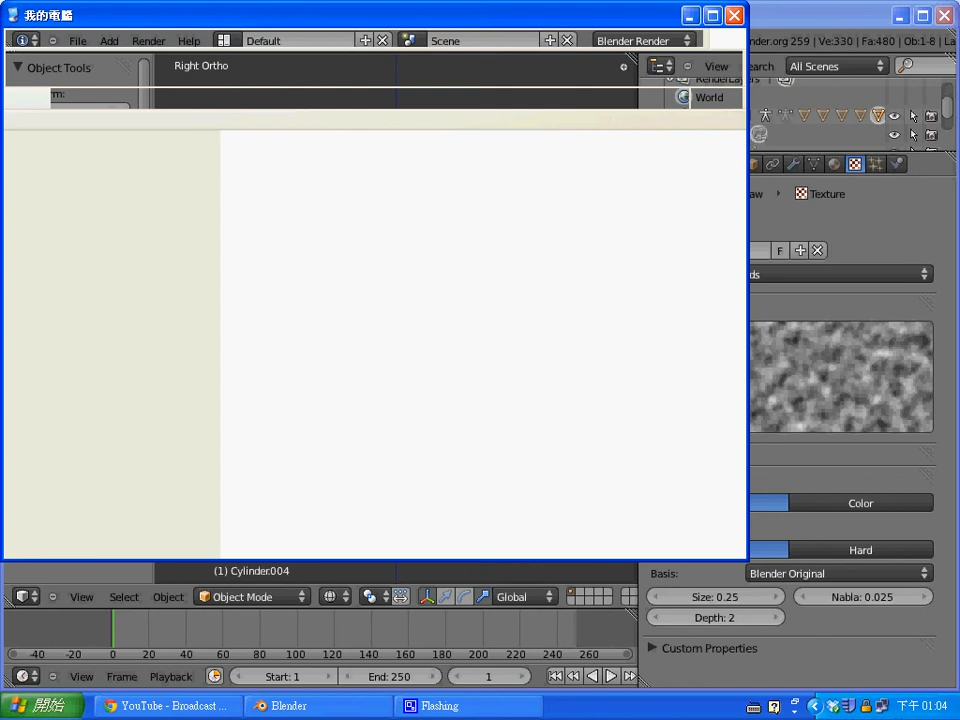 我的電腦
File Add Render Help Default Scene Blender Render
der.org 259 | Ve:330 | Fa:480 | Ob:1-8 | La
Object Tools
Right Ortho
View
earch
All Scenes
rm:
RenderLayers
World
aw
Texture
F
ds
Color
Hard
Basis: Blender Original
Size: 0.25 Nabla: 0.025
Depth: 2
Custom Properties
(1) Cylinder.004
View Select Object Object Mode Global
-40 -20 0 20 40 60 80 100 120 140 160 180 200 220 240 260
View Frame Playback Start: 1 End: 250 1
開始 YouTube - Broadcast ... Blender Flashing 下午 01:04